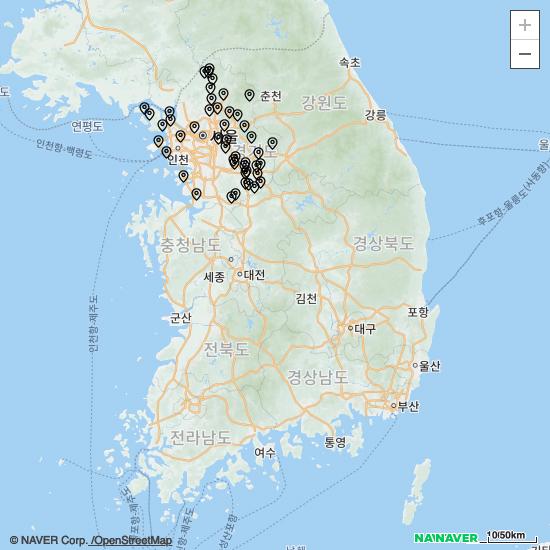 +
−
속초
춘천
강원도
강릉
연평도
서울
인천항-백령도
인천
울
후포항-울릉도(사동항)
충청남도
경상북도
세종
대전
인천항-제주도
김천
군산
포항
대구
전라북도
울산
경상남도
부산
전라남도
여수
통영
© NAVER Corp. /OpenStreetMap
NAVER
10/50km